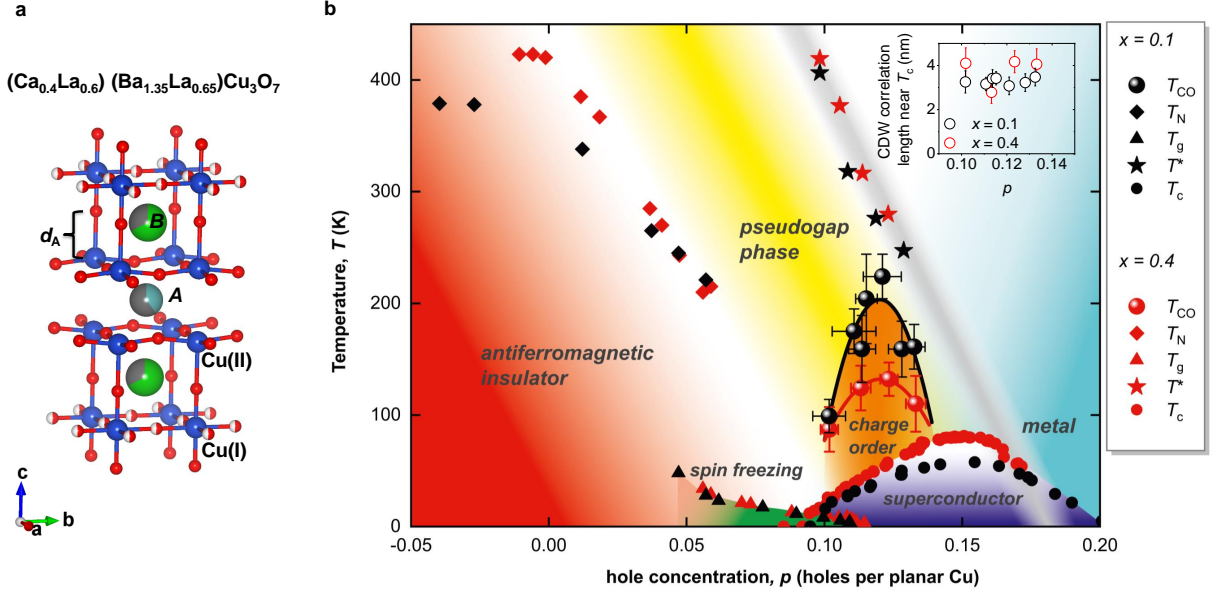 a
(Ca0.4La0.6) (Ba1.35La0.65)Cu3O7
B
dA
A
Cu(II)
Cu(I)
c
b
a
b
Temperature, T (K)
400
300
200
100
0
-0.05 0.00 0.05 0.10 0.15 0.20
hole concentration, p (holes per planar Cu)
antiferromagnetic
insulator
pseudogap
phase
spin freezing
charge
order
superconductor
metal
CDW correlation
length near Tc (nm)
4
2
0
0.10 0.12 0.14
p
x = 0.1
x = 0.4
x = 0.1
TCO
TN
Tg
T*
Tc
x = 0.4
TCO
TN
Tg
T*
Tc